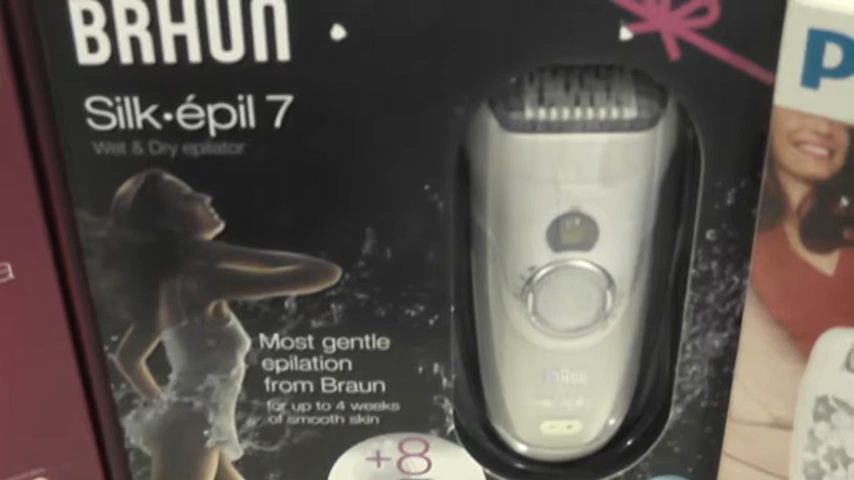 BRAUN
Silk·épil 7
Wet & Dry epilator
Most gentle
epilation
from Braun
for up to 4 weeks
of smooth skin
+8
BRAUN
P
a